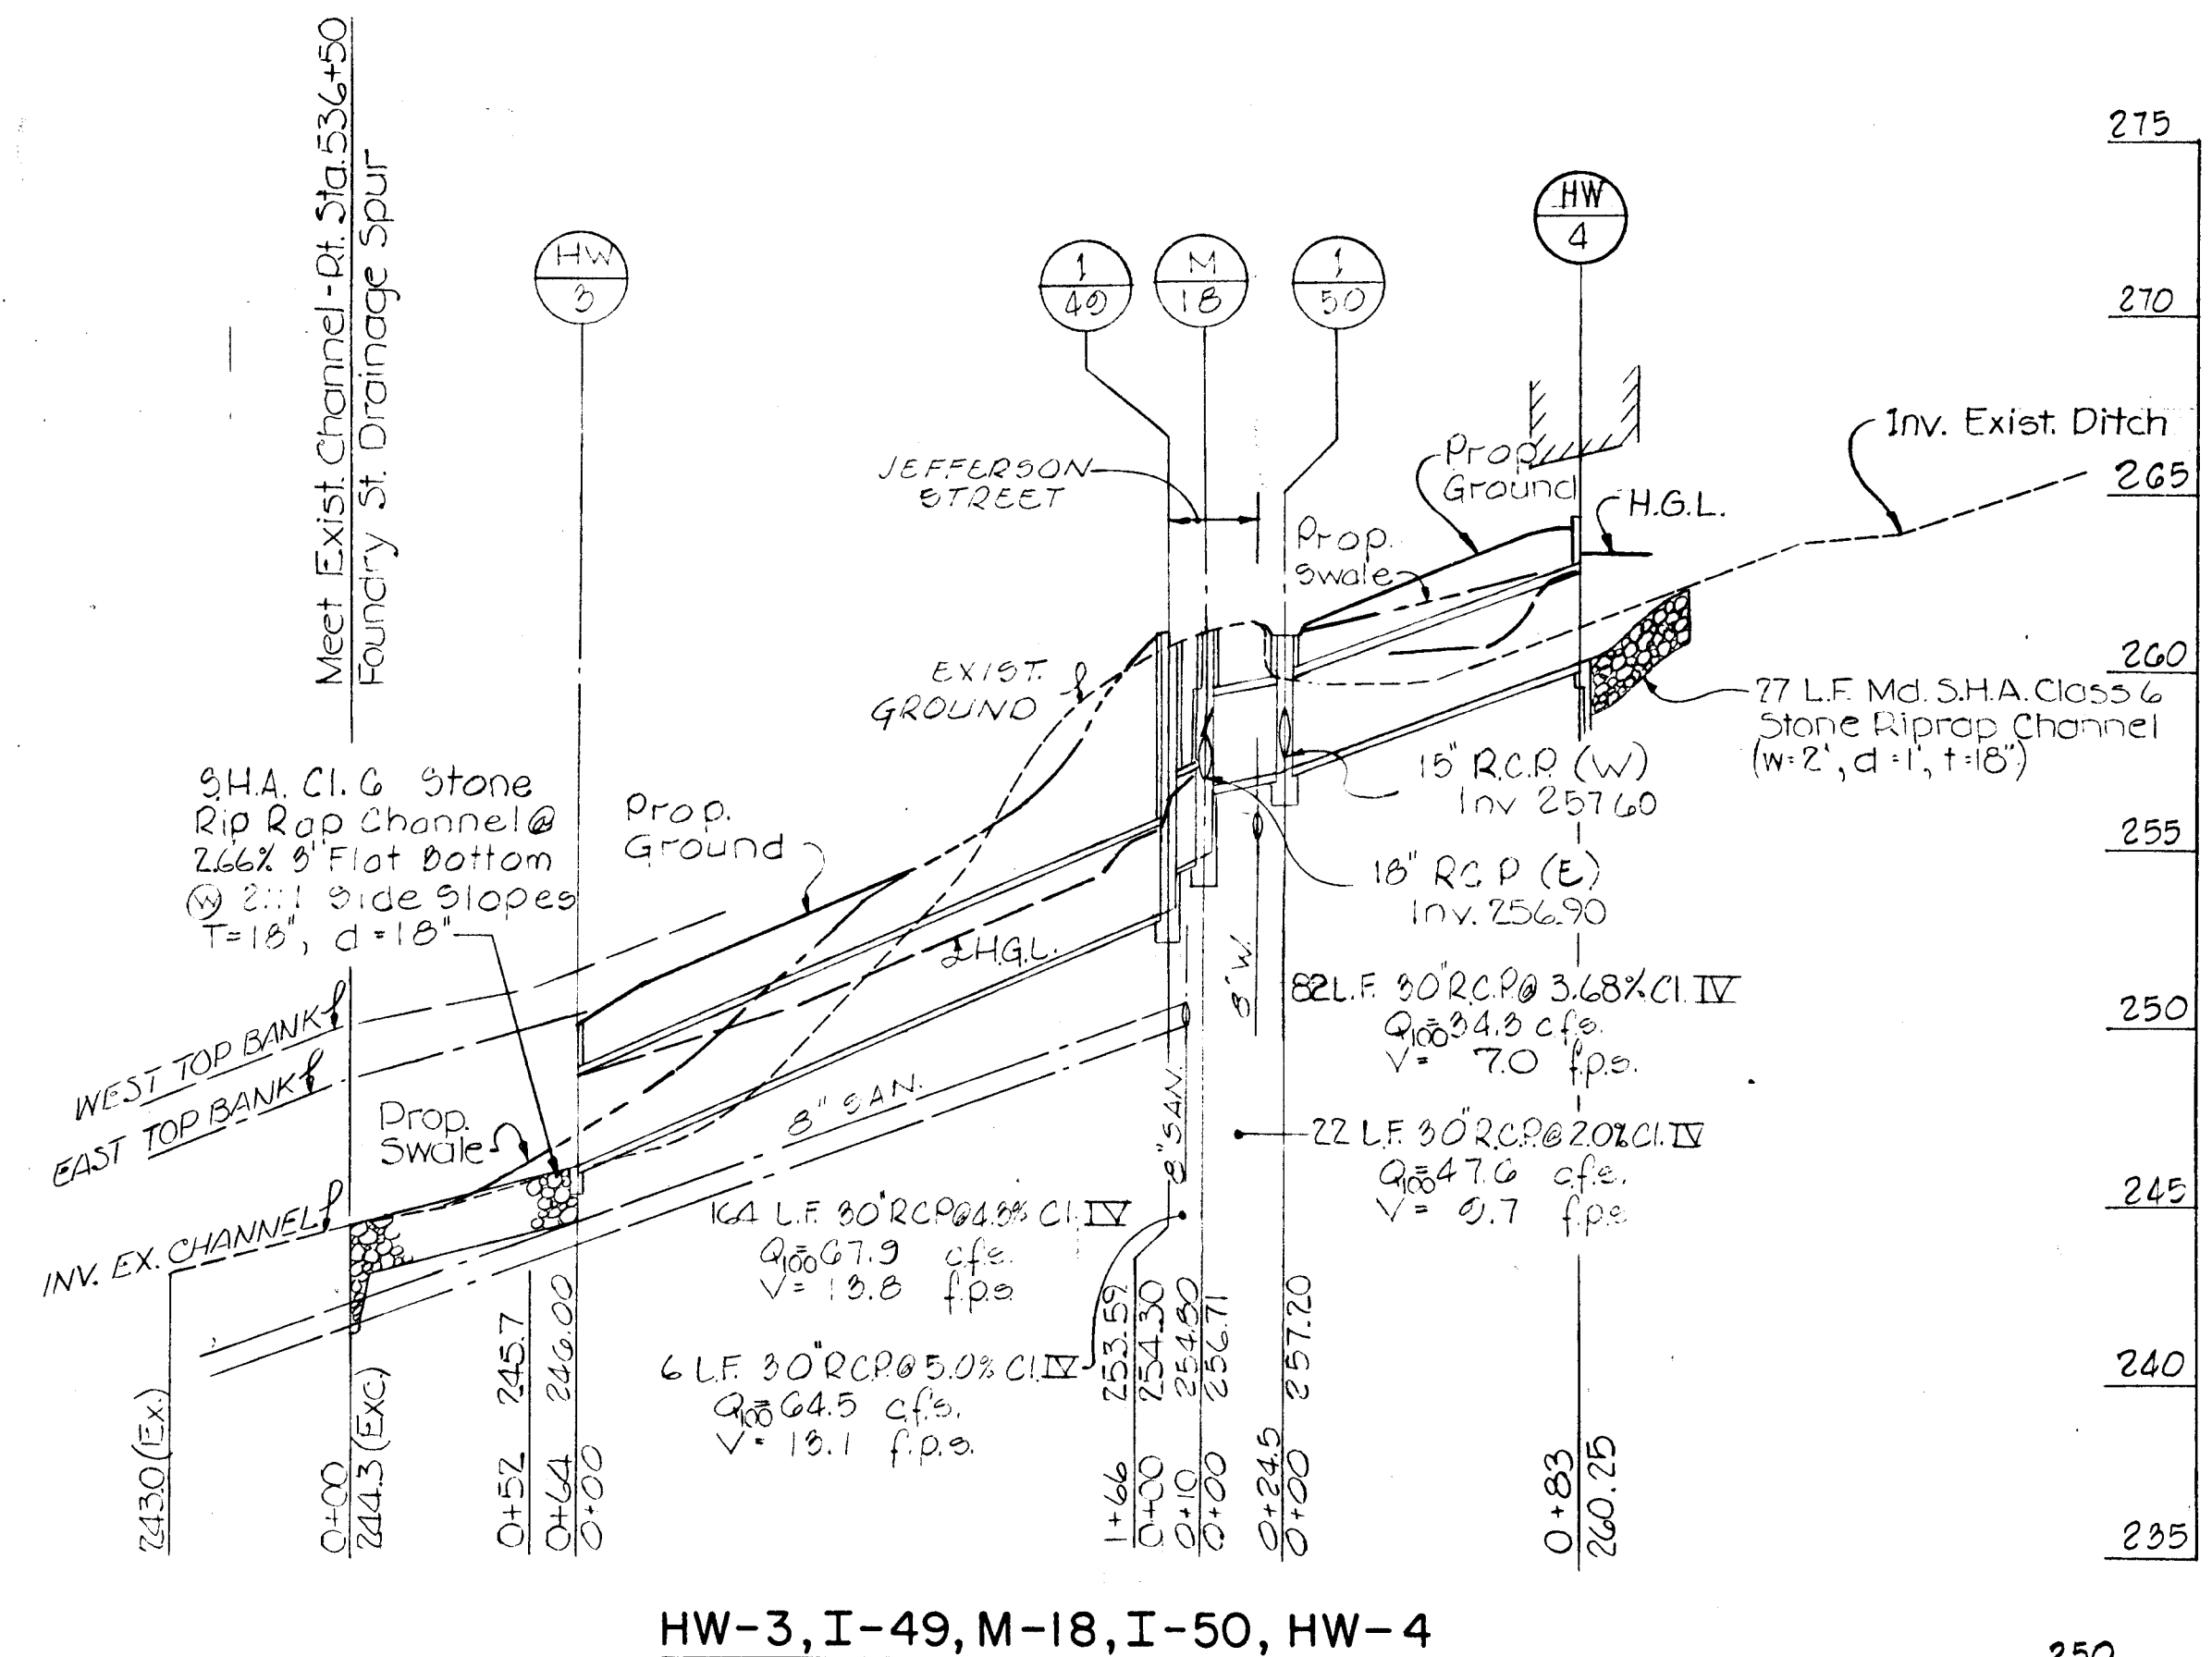 Meet Exist. Channel - Rt. Sta. 536+50
Foundry St. Drainage Spur
HW
3
I
49
M
18
I
50
HW
4
275
270
265
260
255
250
245
240
235
JEFFERSON
STREET
Prop.
Ground
H.G.L.
Inv. Exist. Ditch
Prop.
Swale
EXIST.
GROUND
77 L.F. Md. S.H.A. Class 6
Stone Riprap Channel
(w=2', d=1', t=18")
15" R.C.P. (W)
Inv 257.60
18" R.C.P (E)
Inv. 256.90
S.H.A. Cl. 6 Stone
Rip Rap Channel @
2.66% 3' Flat Bottom
@ 2:1 Side Slopes
T=18", d=18"
Prop.
Ground
H.G.L.
WEST TOP BANK
EAST TOP BANK
INV. EX. CHANNEL
Prop.
Swale
8" SAN.
8" SAN.
8" W.
82 L.F. 30" R.C.P. @ 3.68% Cl. IV
Q100= 34.3 c.f.s.
V= 7.0 f.p.s.
22 L.F. 30" R.C.P. @ 2.0% Cl. IV
Q100= 47.6 c.f.s.
V= 9.7 f.p.s
164 L.F. 30" R.C.P @ 4.3% Cl. IV
Q100= 67.9 c.f.s.
V= 13.8 f.p.s
6 L.F. 30" R.C.P. @ 5.0% Cl. IV
Q100= 64.5 c.f.s.
V= 13.1 f.p.s.
243.0 (Ex.)
0+00
244.3 (Exc.)
0+52 245.7
0+64 246.00
0+00
1+66 253.59
0+00 254.30
0+10 254.80
0+00 256.71
0+24.5
0+00 257.20
0+83
260.25
HW-3, I-49, M-18, I-50, HW-4
250